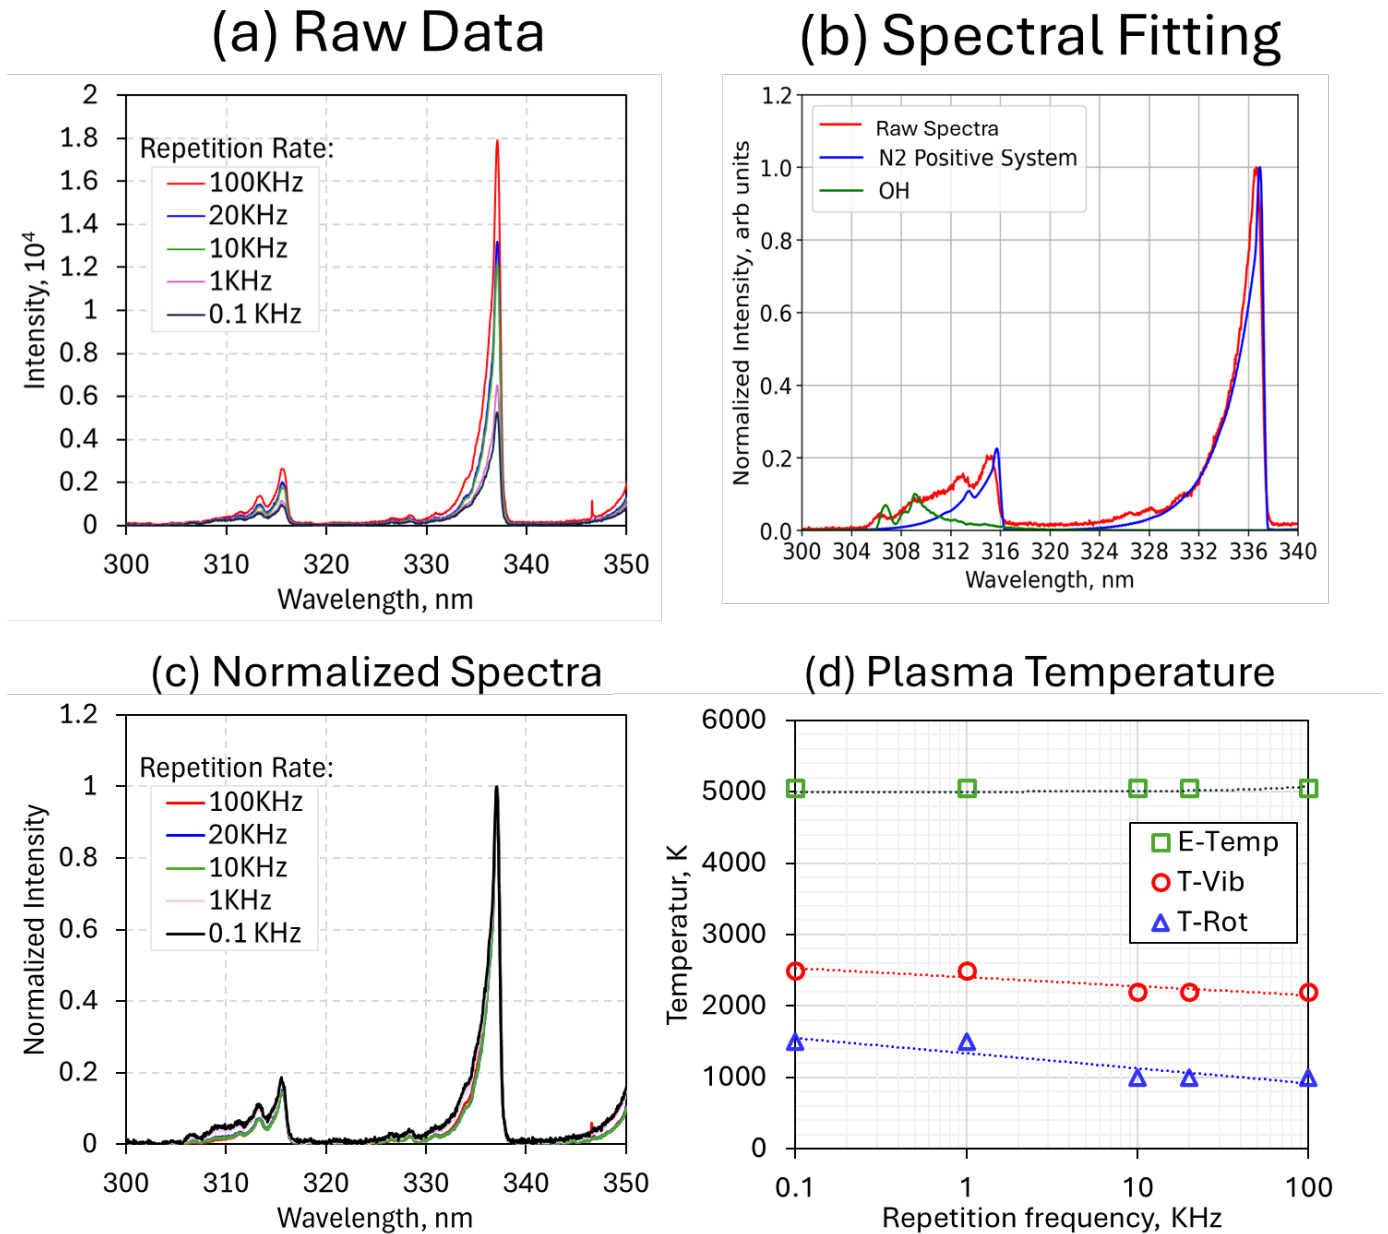 (a) Raw Data
2
1.8
1.6
1.4
1.2
1
0.8
0.6
0.4
0.2
0
Intensity, 10⁴
Repetition Rate:
100KHz
20KHz
10KHz
1KHz
0.1 KHz
300
310
320
330
340
350
Wavelength, nm
(b) Spectral Fitting
1.2
1.0
0.8
0.6
0.4
0.2
0.0
Normalized Intensity, arb units
Raw Spectra
N2 Positive System
OH
300
304
308
312
316
320
324
328
332
336
340
Wavelength, nm
(c) Normalized Spectra
1.2
1
0.8
0.6
0.4
0.2
0
Normalized Intensity
Repetition Rate:
100KHz
20KHz
10KHz
1KHz
0.1 KHz
300
310
320
330
340
350
Wavelength, nm
(d) Plasma Temperature
6000
5000
4000
3000
2000
1000
0
Temperatur, K
E-Temp
T-Vib
T-Rot
0.1
1
10
100
Repetition frequency, KHz